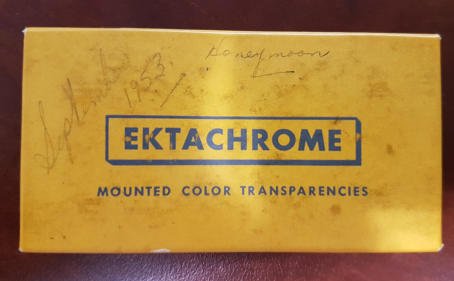 Honeymoon
September
1953
EKTACHROME
MOUNTED COLOR TRANSPARENCIES